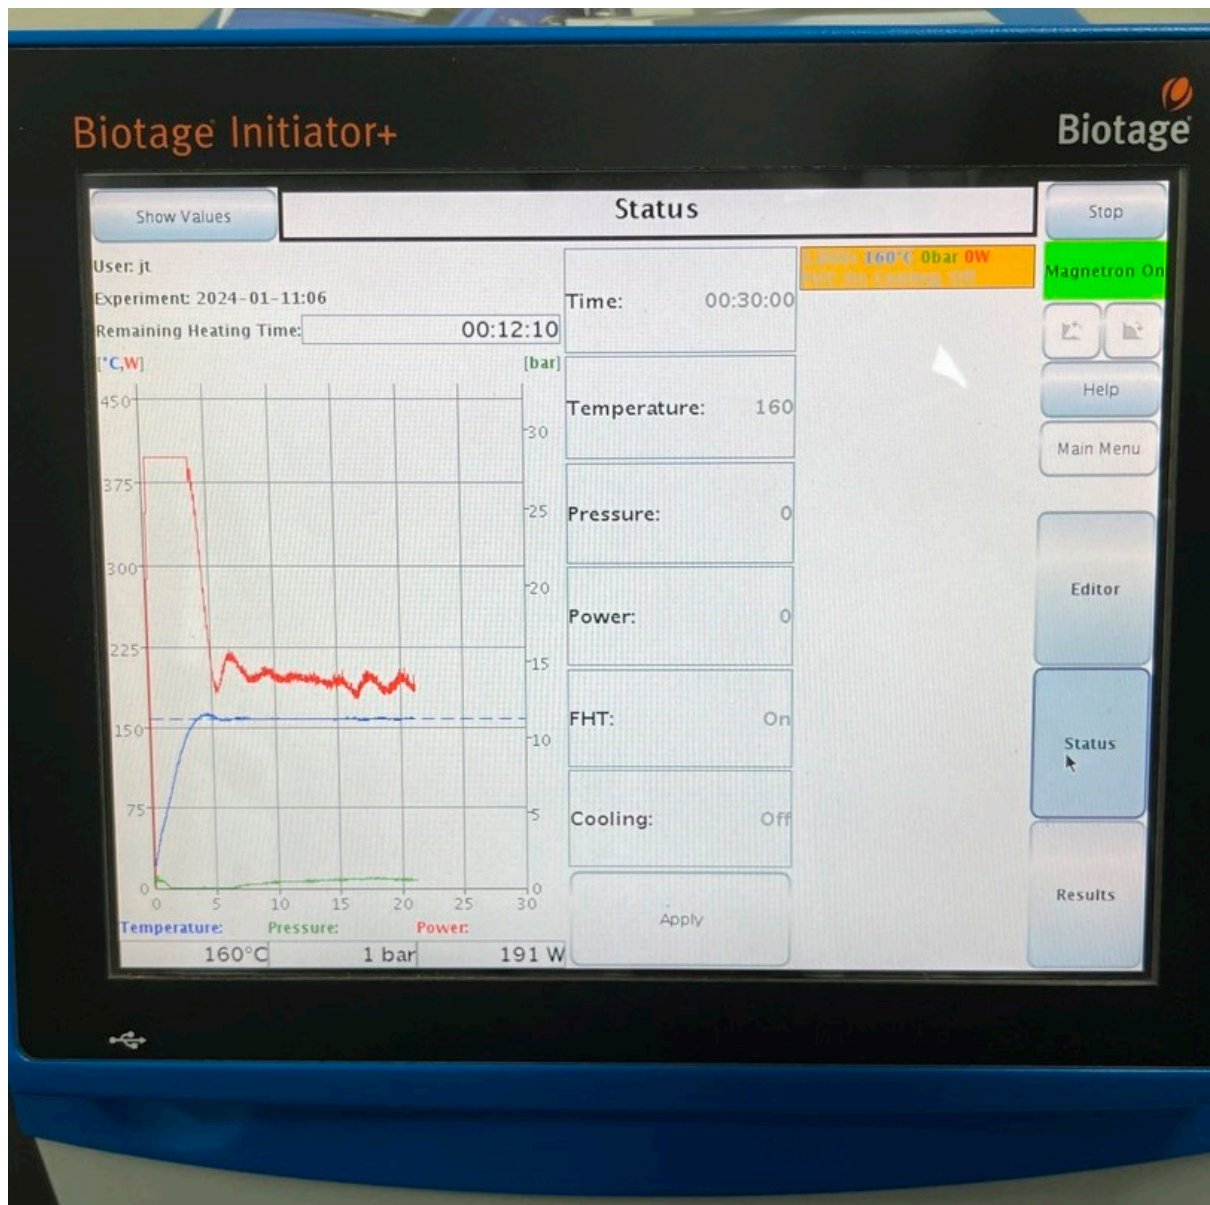 Biotage Initiator+
Biotage
Show Values
Status
Stop
User: jt
Experiment: 2024-01-11:06
Remaining Heating Time: 00:12:10
[°C,W]
[bar]
450
375
300
225
150
75
0
30
25
20
15
10
5
0
0 5 10 15 20 25 30
Temperature: Pressure: Power:
160°C 1 bar 191 W
Time: 00:30:00
Temperature: 160
Pressure: 0
Power: 0
FHT: On
Cooling: Off
Apply
160°C 0bar 0W
Magnetron On
Help
Main Menu
Editor
Status
Results